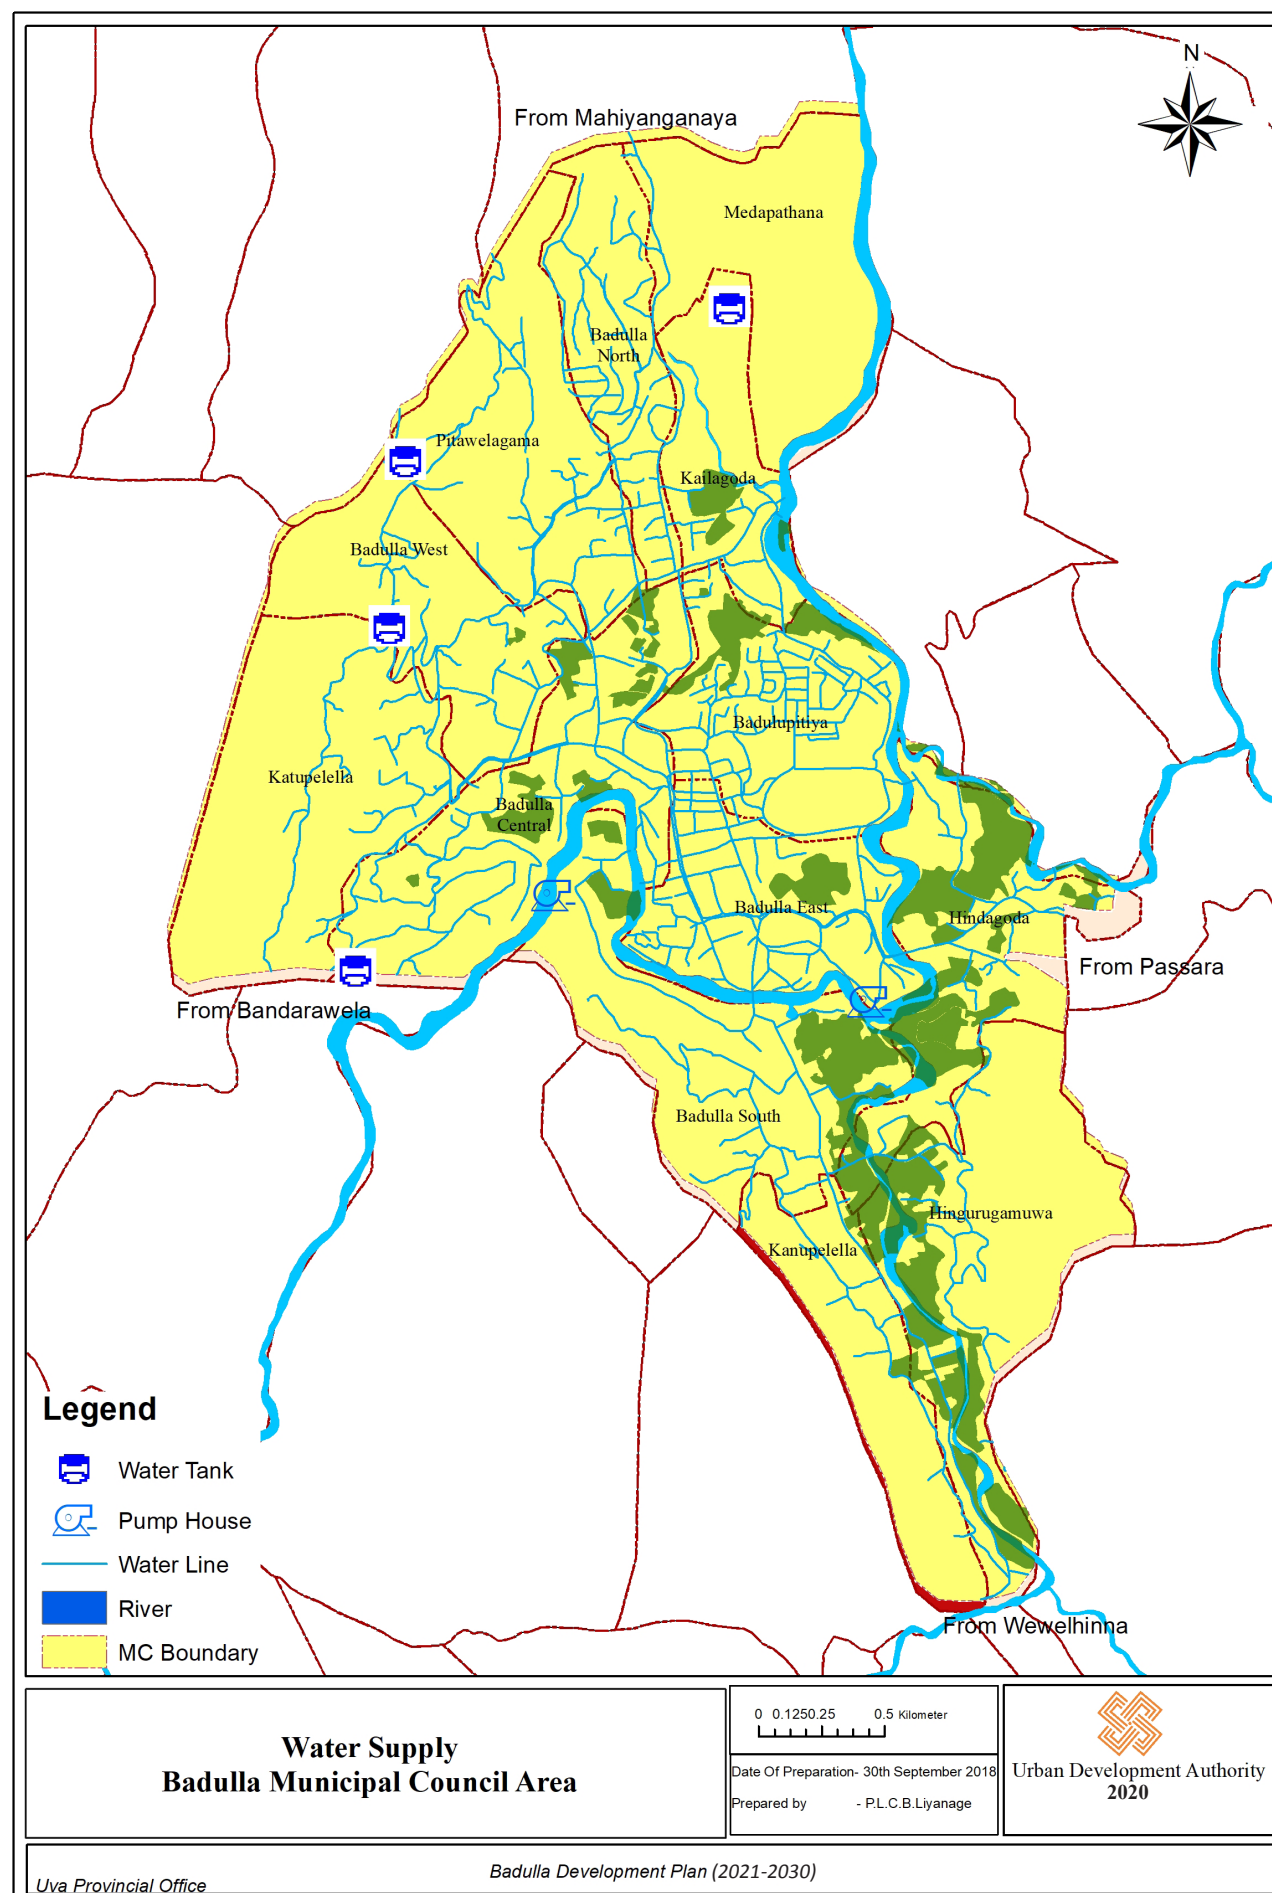 N
From Mahiyanganaya
Medapathana
Badulla
North
Pitawelagama
Kailagoda
Badulla West
Badulupitiya
Katupelella
Badulla
Central
Badulla East
Hindagoda
From Passara
From Bandarawela
Badulla South
Hingurugamuwa
Kanupelella
From Wewelhinna
Legend
Water Tank
Pump House
Water Line
River
MC Boundary
Water Supply
Badulla Municipal Council Area
0 0.1250.25 0.5 Kilometer
Date Of Preparation- 30th September 2018
Prepared by - P.L.C.B.Liyanage
Urban Development Authority
2020
Badulla Development Plan (2021-2030)
Uva Provincial Office